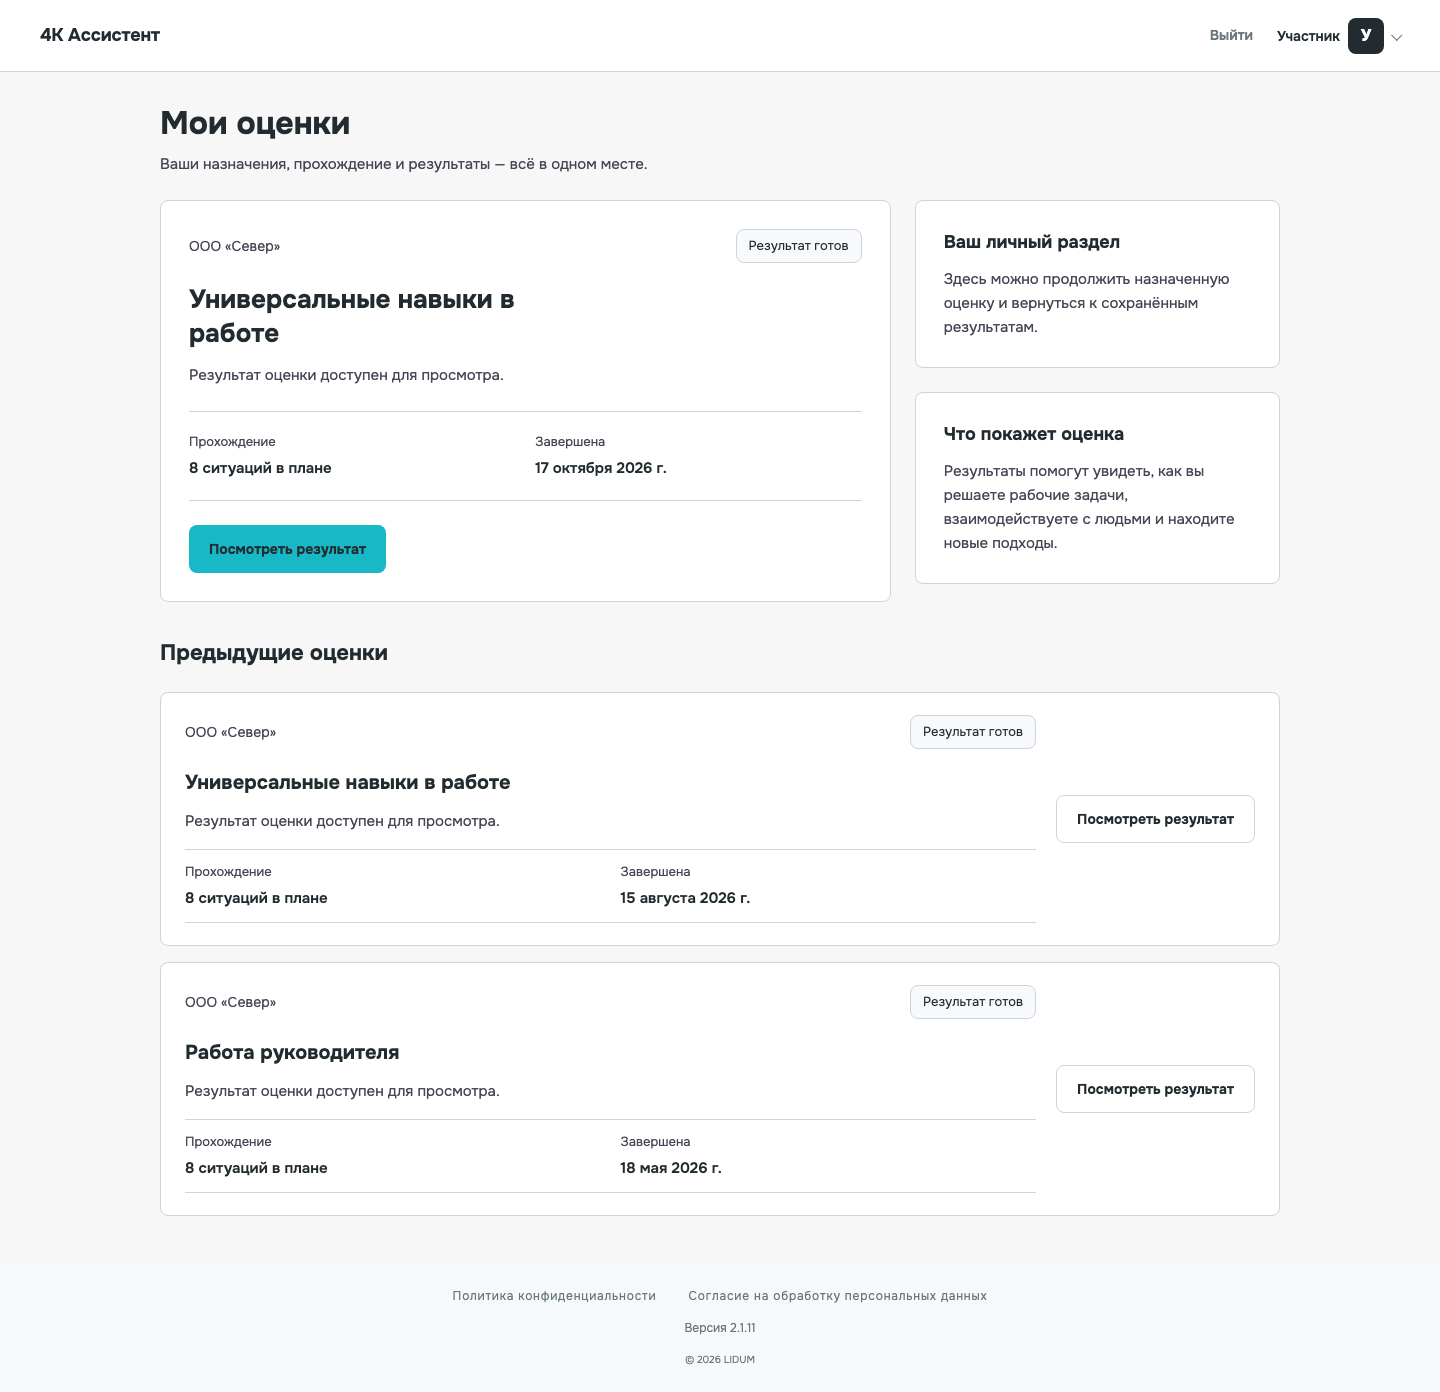 4К Ассистент
Выйти
Участник
У
Мои оценки
Ваши назначения, прохождение и результаты — всё в одном месте.
ООО «Север»
Результат готов
Универсальные навыки в
работе
Результат оценки доступен для просмотра.
Прохождение
8 ситуаций в плане
Завершена
17 октября 2026 г.
Посмотреть результат
Ваш личный раздел
Здесь можно продолжить назначенную
оценку и вернуться к сохранённым
результатам.
Что покажет оценка
Результаты помогут увидеть, как вы
решаете рабочие задачи,
взаимодействуете с людьми и находите
новые подходы.
Предыдущие оценки
ООО «Север»
Результат готов
Универсальные навыки в работе
Результат оценки доступен для просмотра.
Прохождение
8 ситуаций в плане
Завершена
15 августа 2026 г.
Посмотреть результат
ООО «Север»
Результат готов
Работа руководителя
Результат оценки доступен для просмотра.
Прохождение
8 ситуаций в плане
Завершена
18 мая 2026 г.
Посмотреть результат
Политика конфиденциальности
Согласие на обработку персональных данных
Версия 2.1.11
© 2026 LIDUM